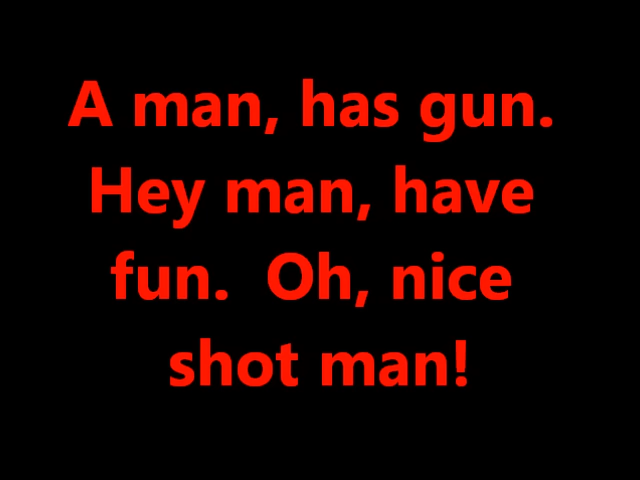 A man, has gun.
Hey man, have
fun.  Oh, nice
shot man!